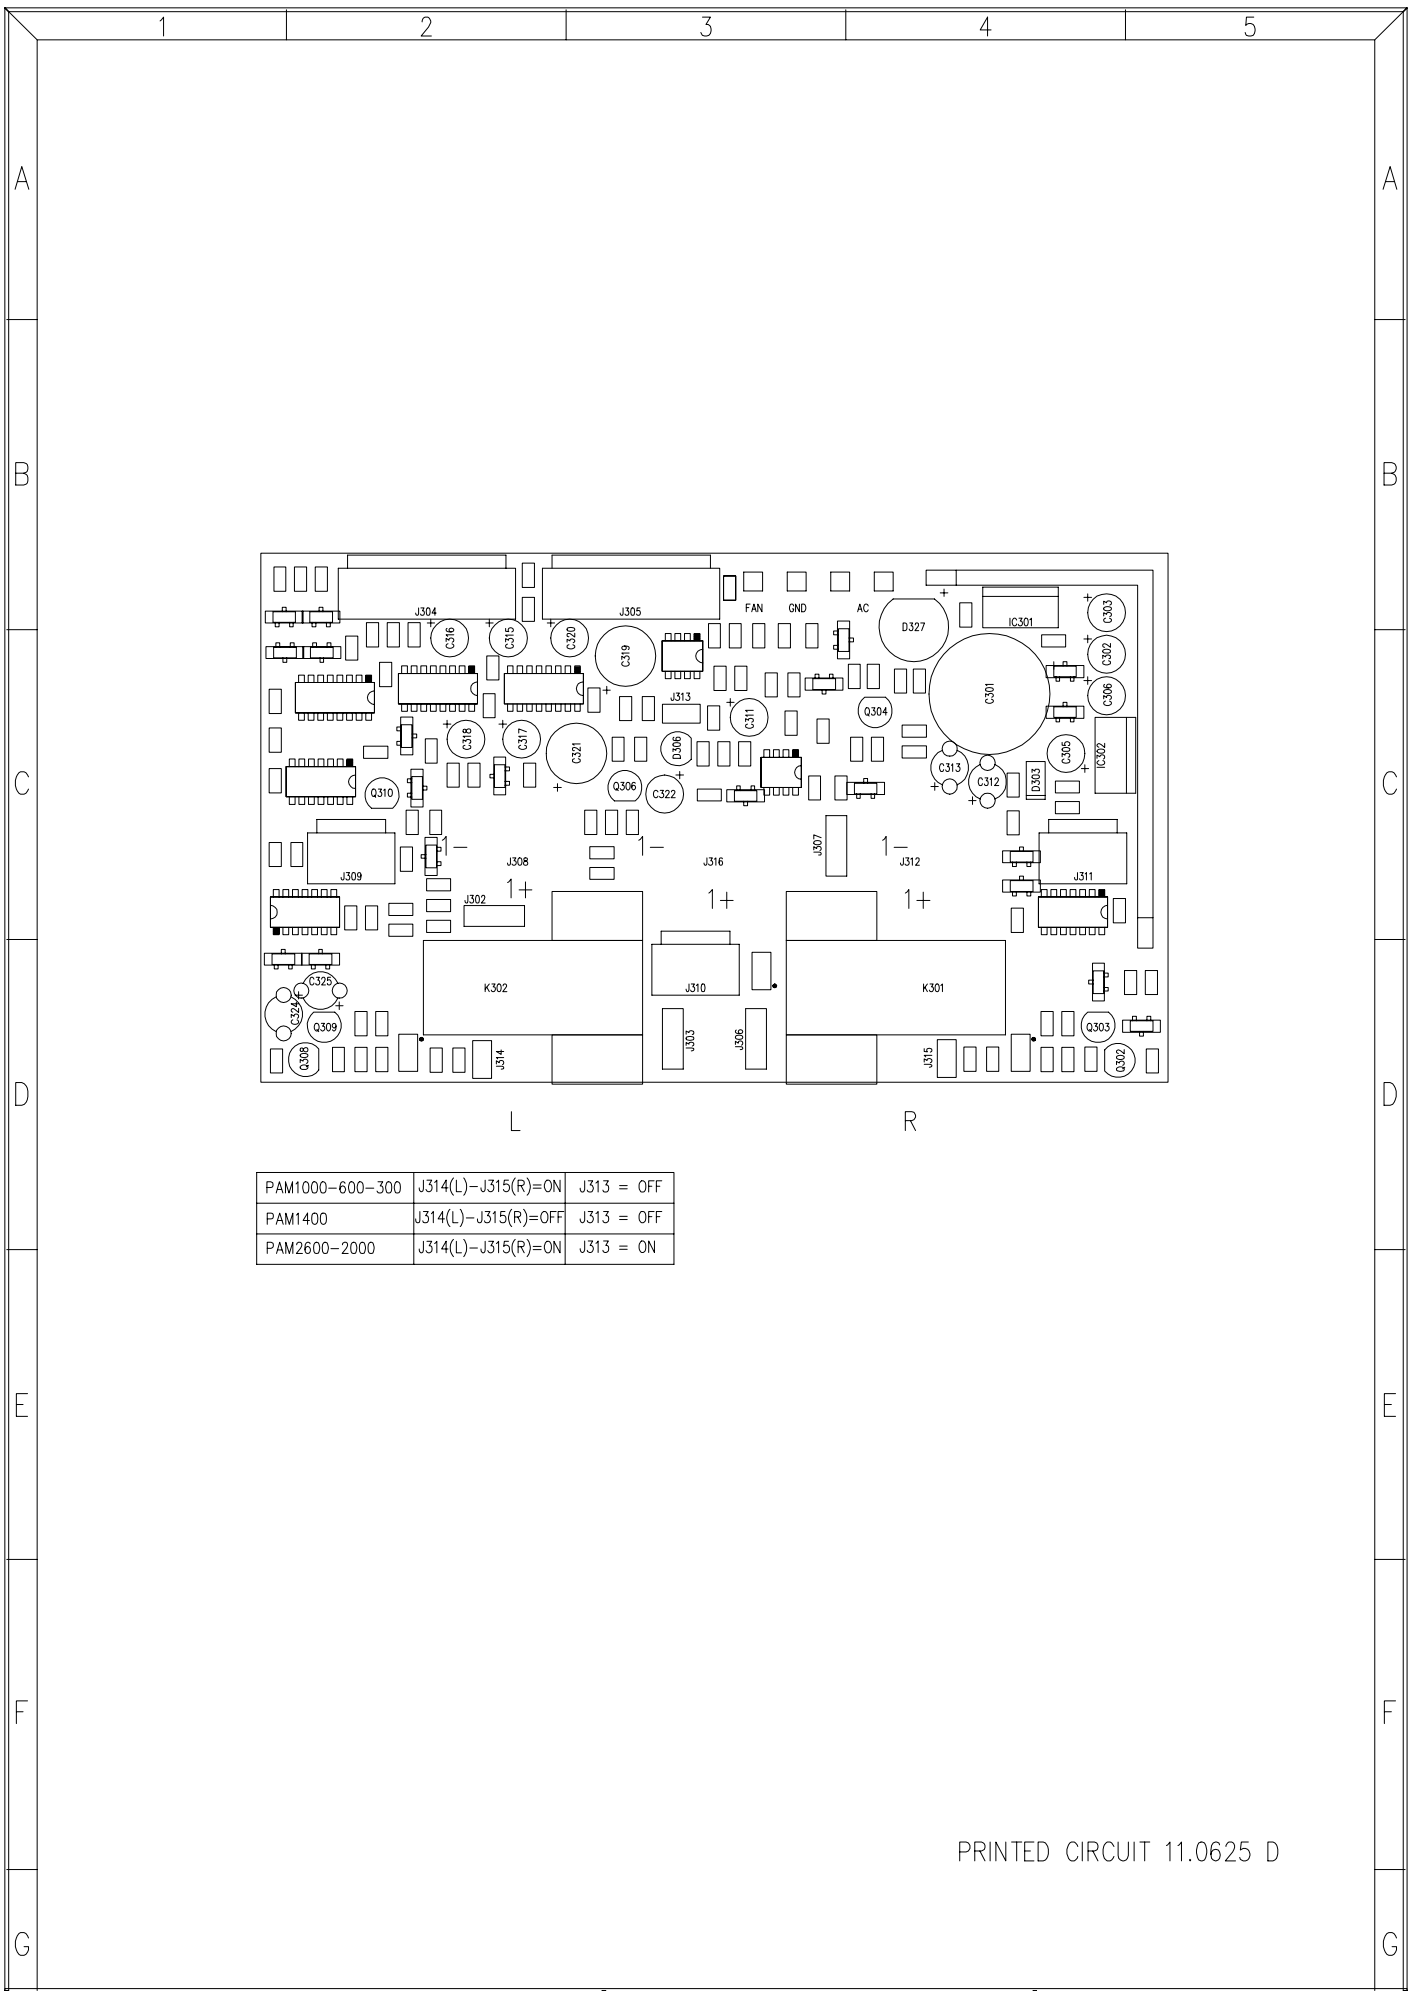 1 2 3 4 5
A A
B B
J304 J305 FAN GND AC D327 IC301 C303
C316 C315 C320 C319 C302
J313 C311 Q304 C301 C306
C318 C317 C321 D306 C305 IC302
C C
Q310 Q306 C322 C313 C312 D303
1- 1- J307 1-
J309 J308 J316 J312 J311
J302 1+ 1+ 1+
C325 K302 J310 K301
C324 Q309 J303 J306 Q303
Q308 J314 J315 Q302
D D
L R
PAM1000-600-300 J314(L)-J315(R)=ON J313 = OFF
PAM1400 J314(L)-J315(R)=OFF J313 = OFF
PAM2600-2000 J314(L)-J315(R)=ON J313 = ON
E E
F F
PRINTED CIRCUIT 11.0625 D
G G